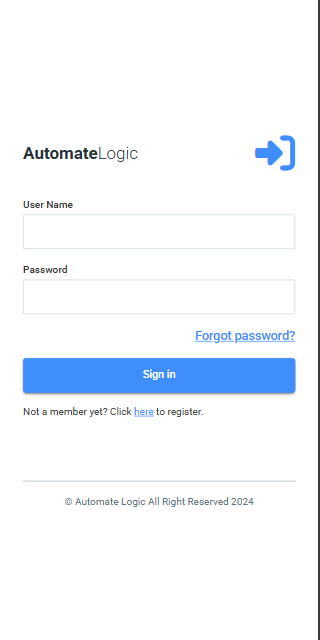 AutomateLogic
User Name
Password
Forgot password?
Sign in
Not a member yet? Click here to register.
© Automate Logic All Right Reserved 2024